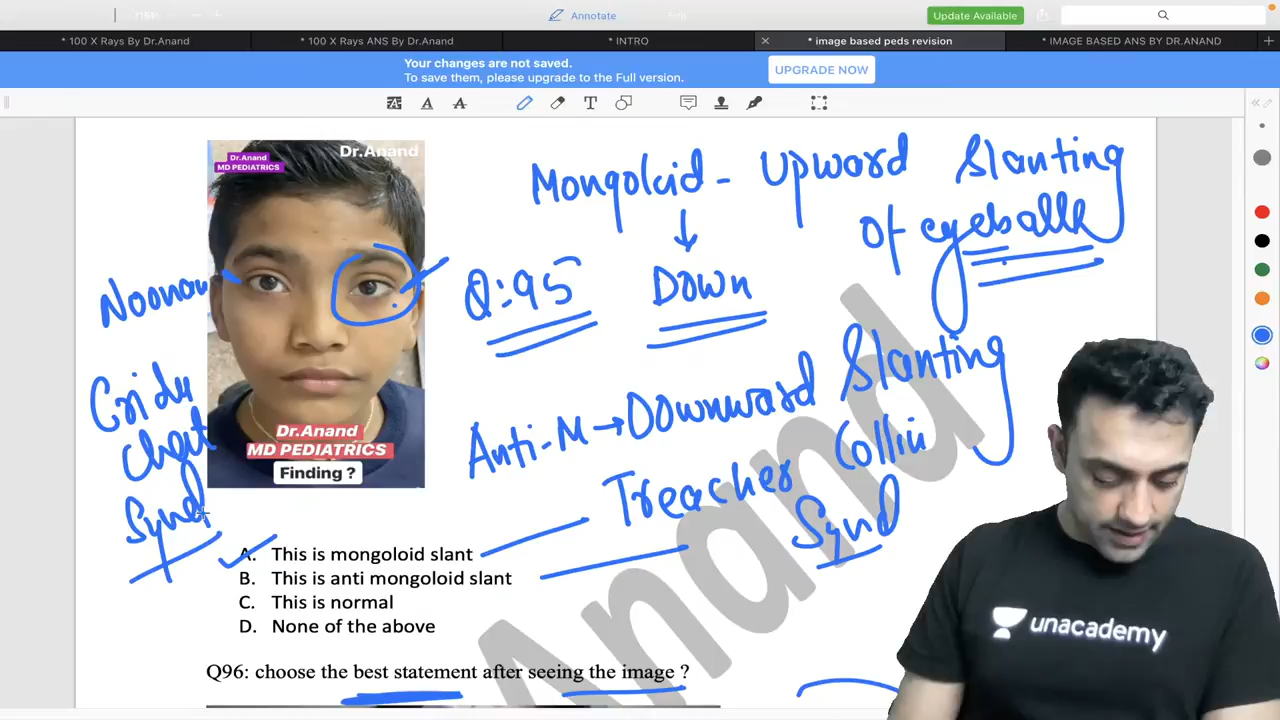 Annotate
Edit
Update Available
* 100 X Rays By Dr.Anand
* 100 X Rays ANS By Dr.Anand
* INTRO
* image based peds revision
* IMAGE BASED ANS BY DR.ANAND
Your changes are not saved.
To save them, please upgrade to the Full version.
UPGRADE NOW
Dr.Anand
MD PEDIATRICS
Dr.Anand
Mongoloid - Upward Slanting
of eyeballs
Noonan
Q:95
Down
Cri du
Chat
Synd
Anti-M → Downward Slanting
Treacher Collin
Synd
Dr.Anand
MD PEDIATRICS
Finding ?
A. This is mongoloid slant
B. This is anti mongoloid slant
C. This is normal
D. None of the above
Anand
unacademy
Q96: choose the best statement after seeing the image ?